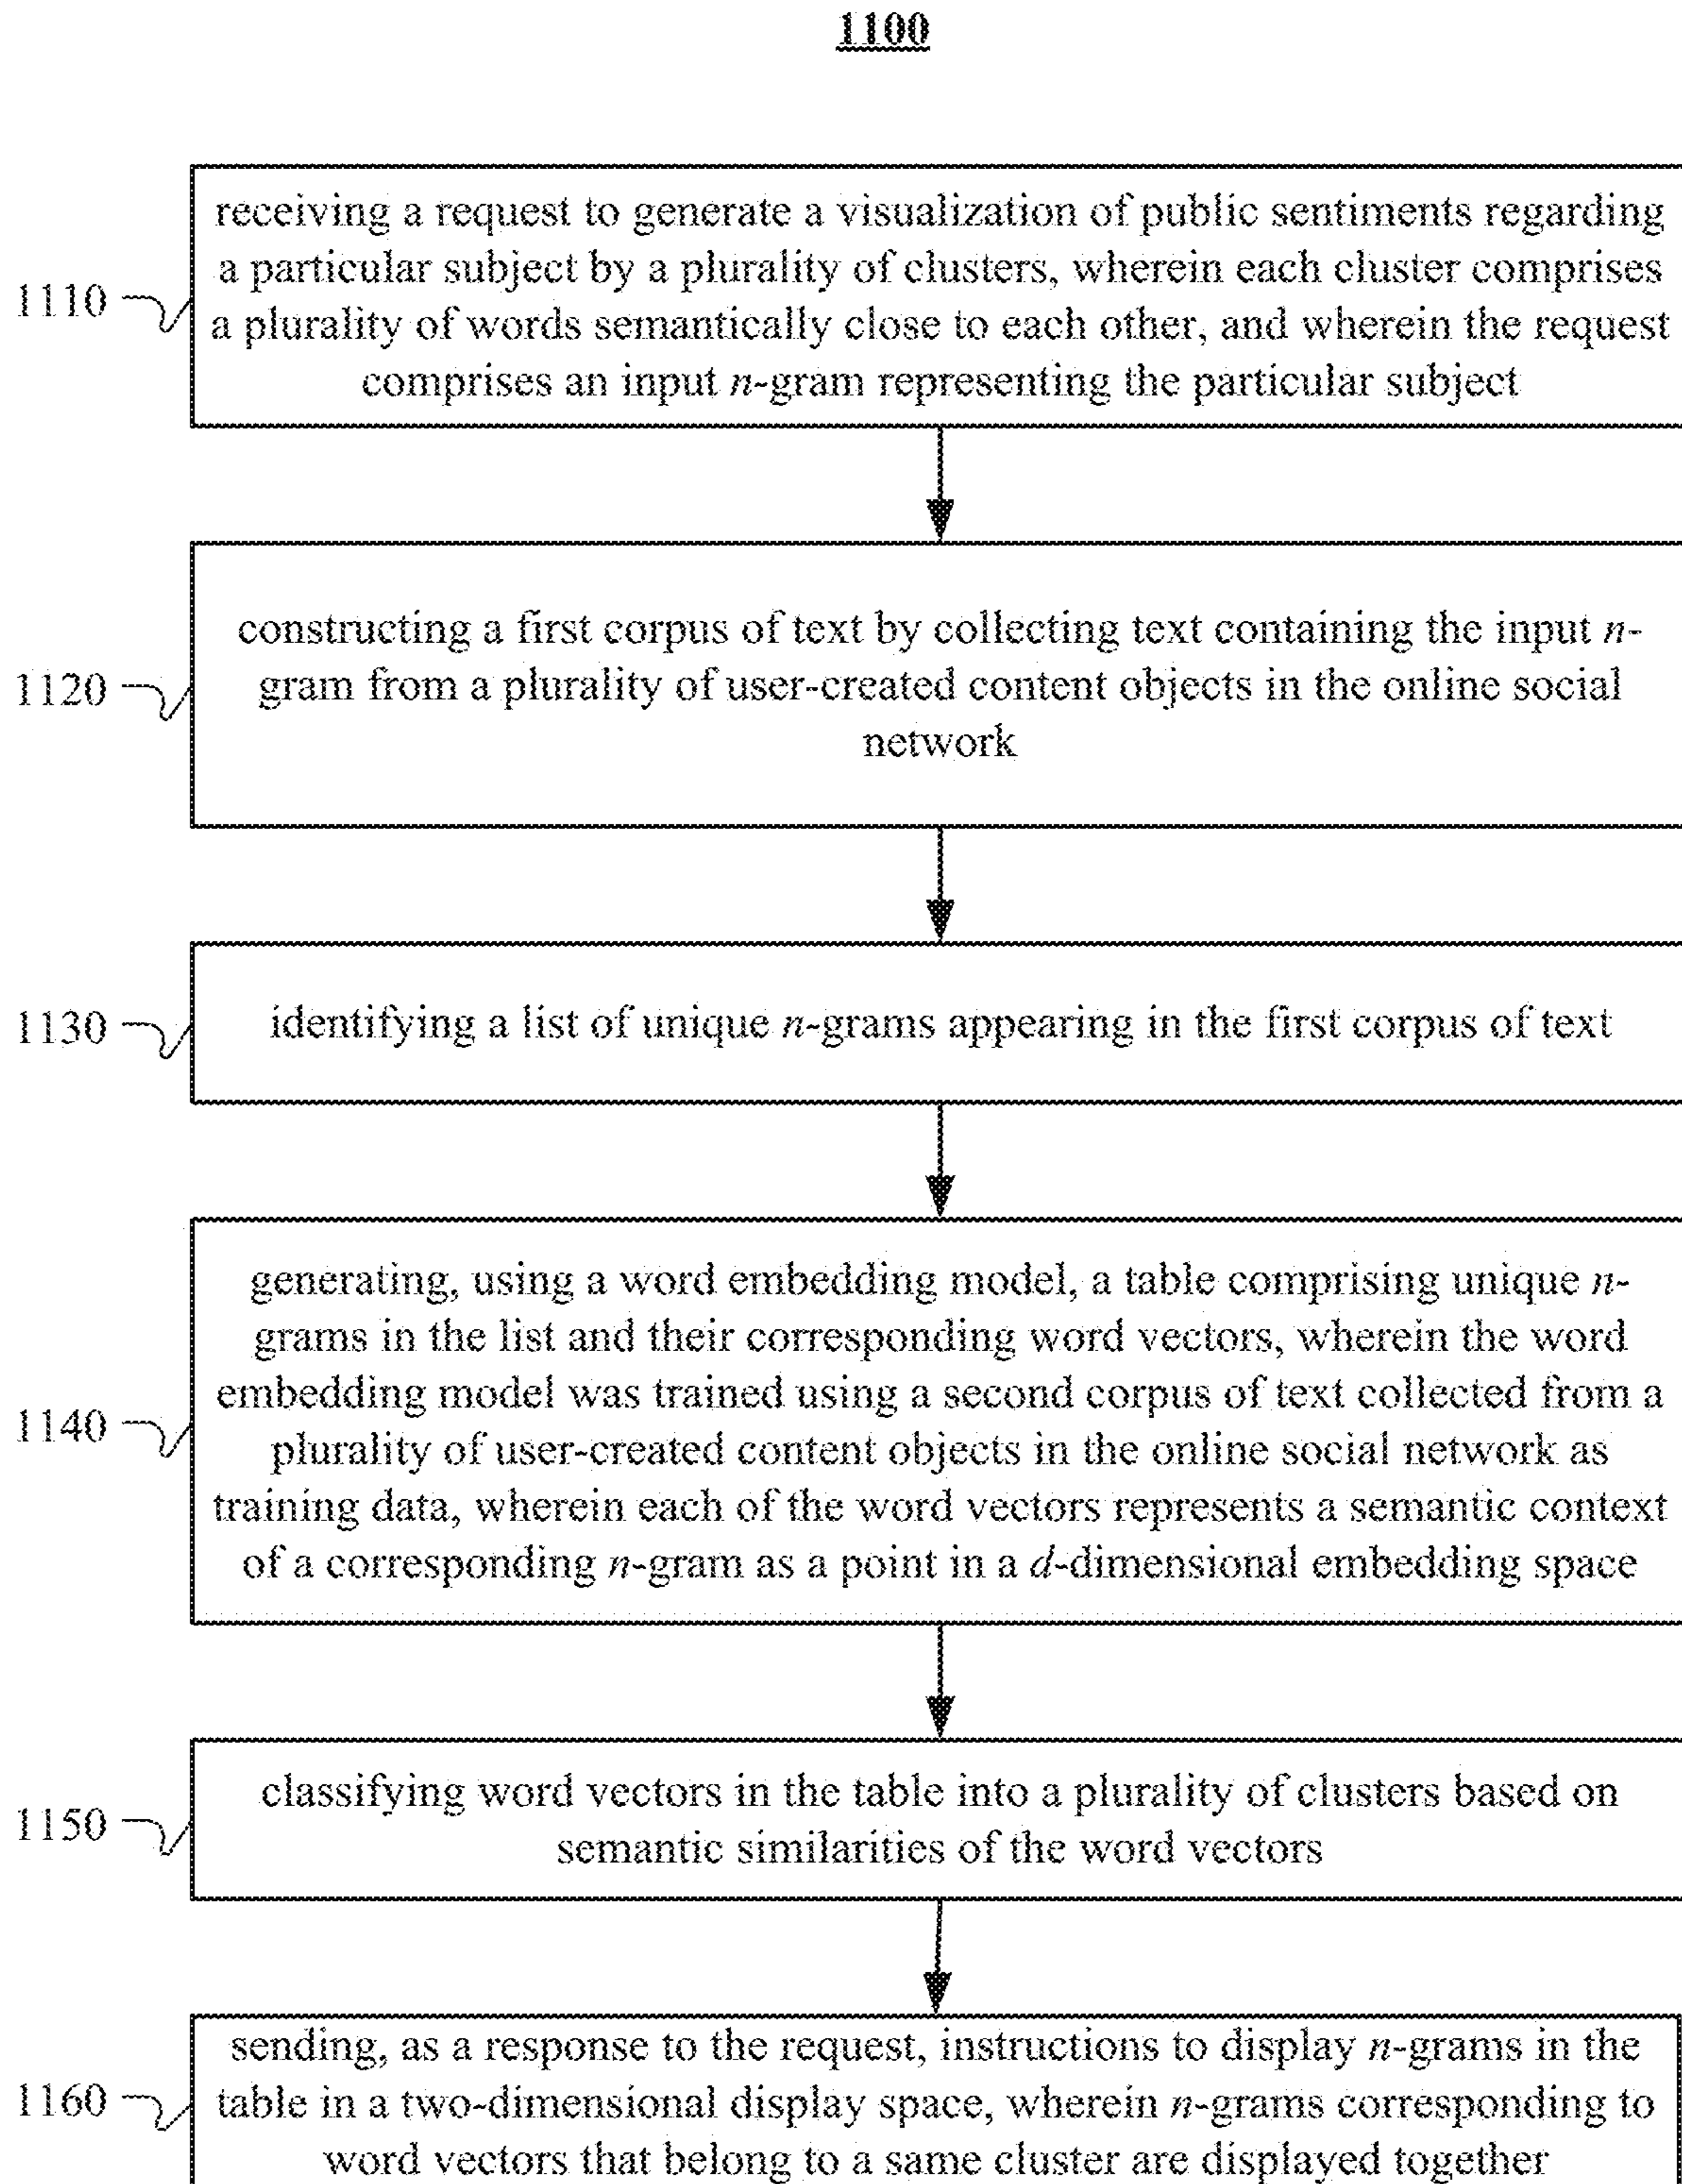 1100
receiving a request to generate a visualization of public sentiments regarding
a particular subject by a plurality of clusters, wherein each cluster comprises
a plurality of words semantically close to each other, and wherein the request
comprises an input n-gram representing the particular subject
1110
constructing a first corpus of text by collecting text containing the input n-
gram from a plurality of user-created content objects in the online social
network
1120
identifying a list of unique n-grams appearing in the first corpus of text
1130
generating, using a word embedding model, a table comprising unique n-
grams in the list and their corresponding word vectors, wherein the word
embedding model was trained using a second corpus of text collected from a
plurality of user-created content objects in the online social network as
training data, wherein each of the word vectors represents a semantic context
of a corresponding n-gram as a point in a d-dimensional embedding space
1140
classifying word vectors in the table into a plurality of clusters based on
semantic similarities of the word vectors
1150
sending, as a response to the request, instructions to display n-grams in the
table in a two-dimensional display space, wherein n-grams corresponding to
word vectors that belong to a same cluster are displayed together
1160